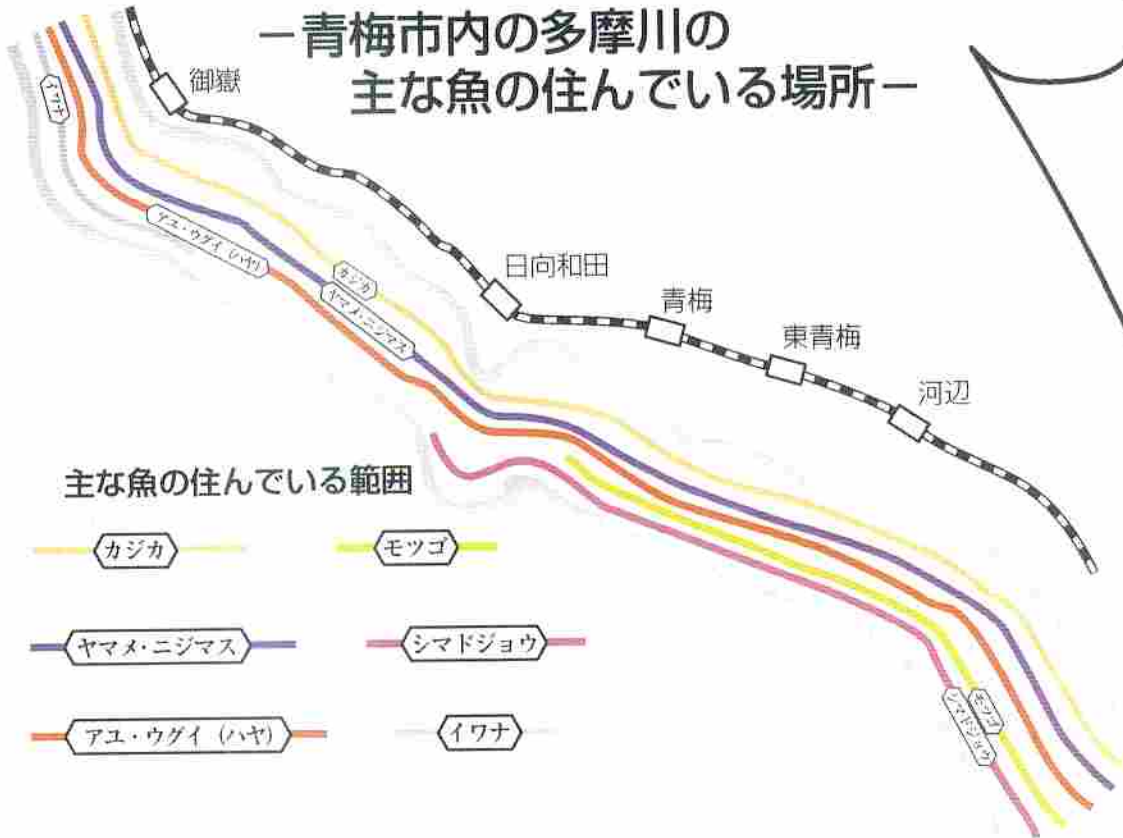 −青梅市内の多摩川の
主な魚の住んでいる場所−
御嶽
イワナ
アユ・ウグイ（ハヤ）
カジカ
ヤマメ・ニジマス
日向和田
青梅
東青梅
河辺
モツゴ
シマドジョウ
主な魚の住んでいる範囲
カジカ
モツゴ
ヤマメ・ニジマス
シマドジョウ
アユ・ウグイ（ハヤ）
イワナ